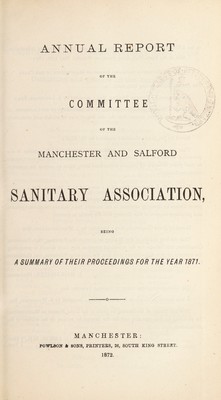 ANNUAL REPORT
OF THE
COMMITTEE
OF THE
MANCHESTER AND SALFORD
SANITARY ASSOCIATION,
BEING
A SUMMARY OF THEIR PROCEEDINGS FOR THE YEAR 1871.
MANCHESTER:
POWLSON & SONS, PRINTERS, 38, SOUTH KING STREET.
1872.